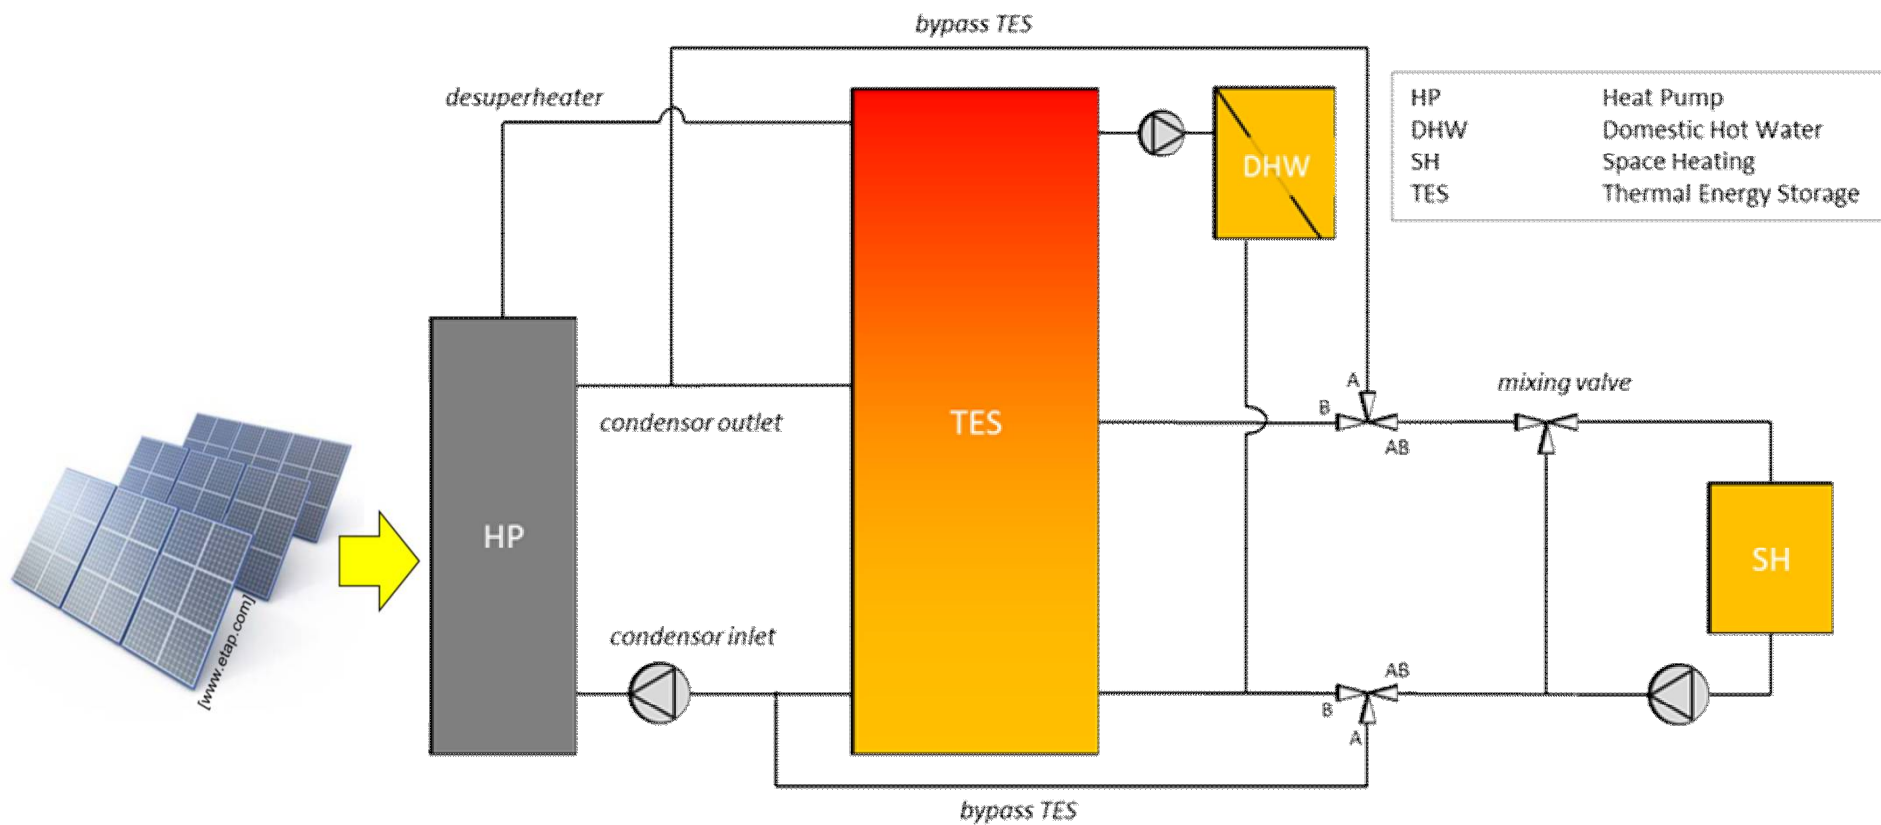 bypass TES
desuperheater
HP Heat Pump
DHW Domestic Hot Water
SH Space Heating
TES Thermal Energy Storage
DHW
A
mixing valve
B
AB
condensor outlet
TES
HP
SH
[www.etap.com]
condensor inlet
AB
B
A
bypass TES